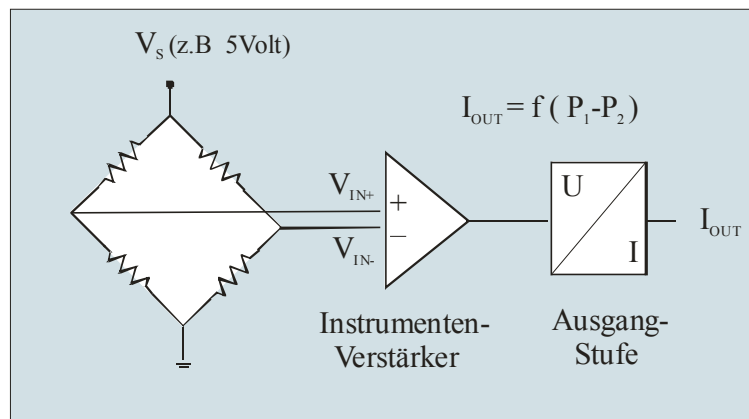 V_S (z.B 5Volt)
I_OUT = f ( P_1-P_2 )
V_IN+
+
−
V_IN-
U
I
I_OUT
Instrumenten-
Verstärker
Ausgang-
Stufe